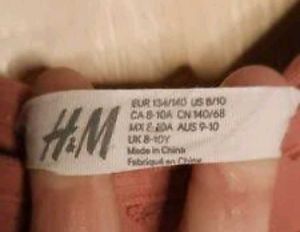 H&M
EUR 134/140 US 8/10
CA 8-10A CN 140/68
MX 8-10A AUS 9-10
UK 8-10Y
Made in China
Fabriqué en Chine